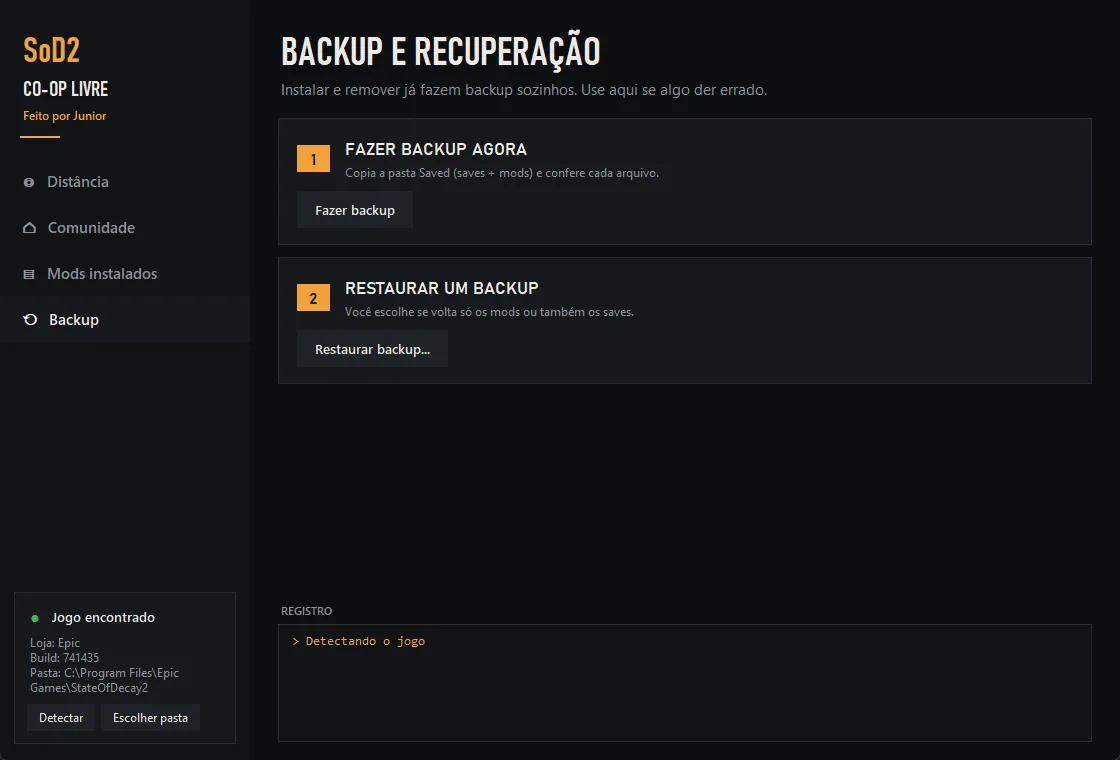 SoD2
CO-OP LIVRE
Feito por Junior
Distância
Comunidade
Mods instalados
Backup
Jogo encontrado
Loja: Epic
Build: 741435
Pasta: C:\Program Files\Epic
Games\StateOfDecay2
Detectar
Escolher pasta
BACKUP E RECUPERAÇÃO
Instalar e remover já fazem backup sozinhos. Use aqui se algo der errado.
1
FAZER BACKUP AGORA
Copia a pasta Saved (saves + mods) e confere cada arquivo.
Fazer backup
2
RESTAURAR UM BACKUP
Você escolhe se volta só os mods ou também os saves.
Restaurar backup...
REGISTRO
> Detectando o jogo